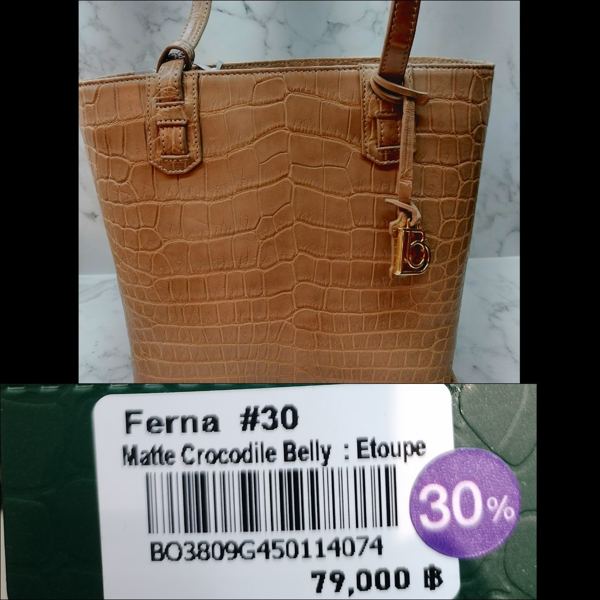 Ferna #30
Matte Crocodile Belly : Etoupe
BO3809G450114074
30%
79,000 ฿